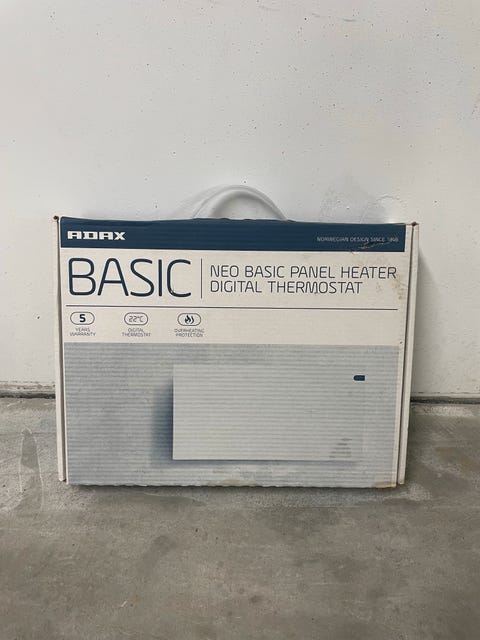 ADAX
NORWEGIAN DESIGN SINCE 1948
BASIC
NEO BASIC PANEL HEATER
DIGITAL THERMOSTAT
5
22°C
YEARS
WARRANTY
DIGITAL
THERMOSTAT
OVERHEATING
PROTECTION